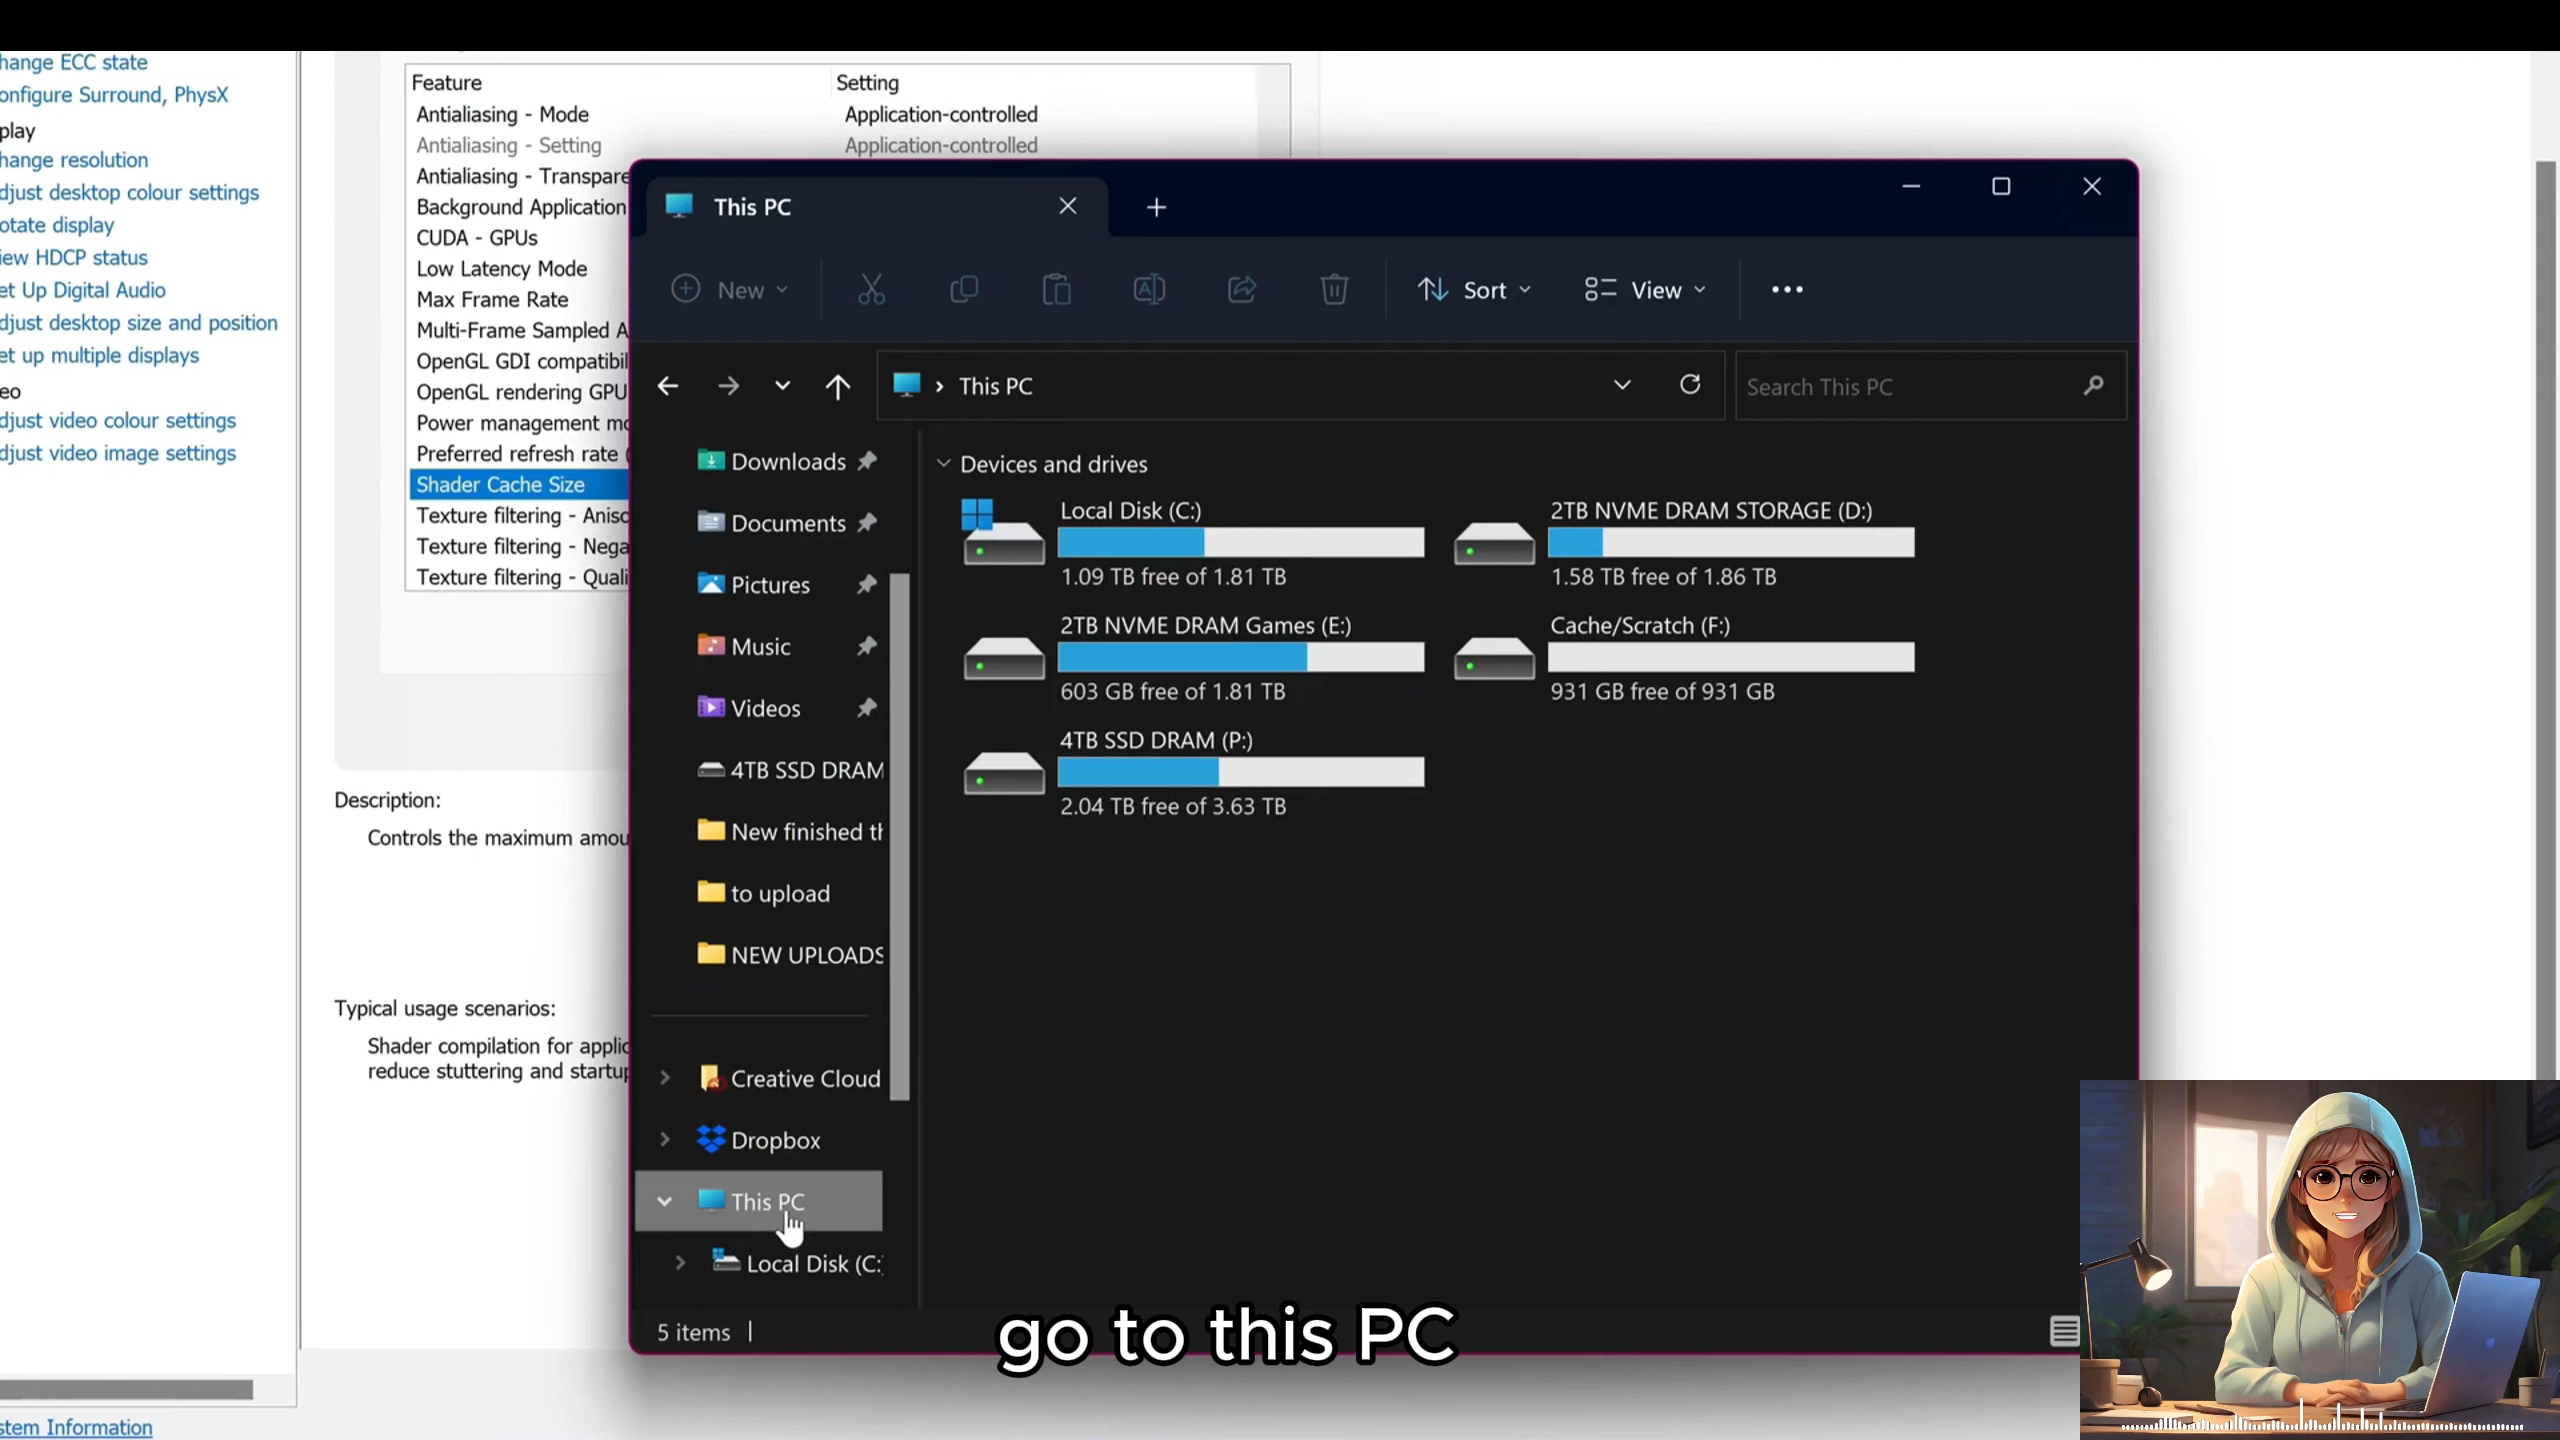 hange ECC state
onfigure Surround, PhysX
play
hange resolution
djust desktop colour settings
otate display
iew HDCP status
et Up Digital Audio
djust desktop size and position
et up multiple displays
eo
djust video colour settings
djust video image settings
stem Information
Feature Setting
Antialiasing - Mode Application-controlled
Antialiasing - Setting Application-controlled
Antialiasing - Transpare
Background Application
CUDA - GPUs
Low Latency Mode
Max Frame Rate
Multi-Frame Sampled A
OpenGL GDI compatibil
OpenGL rendering GPU
Power management mo
Preferred refresh rate (
Shader Cache Size
Texture filtering - Aniso
Texture filtering - Nega
Texture filtering - Quali
Description:
Controls the maximum amou
Typical usage scenarios:
Shader compilation for applic
reduce stuttering and startup
This PC
New Sort View
This PC
Search This PC
Downloads
Documents
Pictures
Music
Videos
4TB SSD DRAM
New finished th
to upload
NEW UPLOADS
Creative Cloud
Dropbox
This PC
Local Disk (C:)
Devices and drives
Local Disk (C:)
1.09 TB free of 1.81 TB
2TB NVME DRAM STORAGE (D:)
1.58 TB free of 1.86 TB
2TB NVME DRAM Games (E:)
603 GB free of 1.81 TB
Cache/Scratch (F:)
931 GB free of 931 GB
4TB SSD DRAM (P:)
2.04 TB free of 3.63 TB
5 items
go to this PC